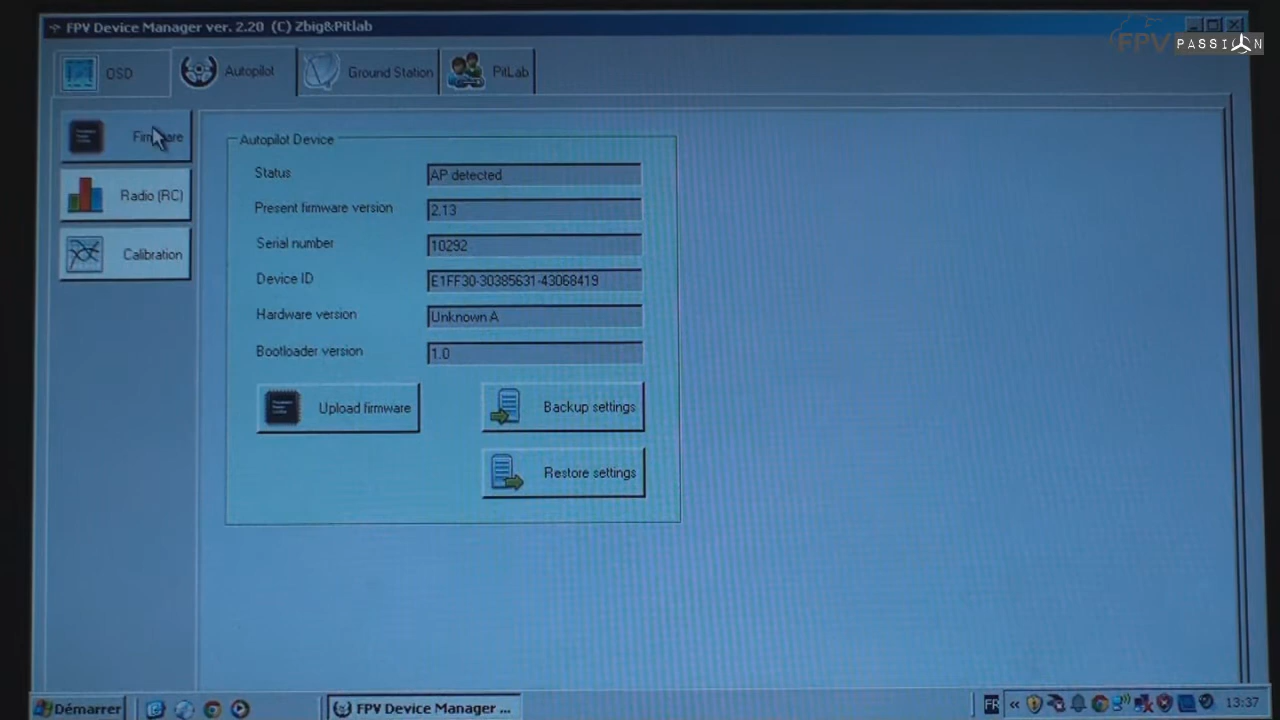 FPV Device Manager ver. 2.20 (C) Zbig&Pitlab
FPV PASSION
OSD
Autopilot
Ground Station
PitLab
Firmware
Radio (RC)
Calibration
Autopilot Device
Status
AP detected
Present firmware version
2.13
Serial number
10292
Device ID
E1FF30-30385631-43068419
Hardware version
Unknown A
Bootloader version
1.0
Upload firmware
Backup settings
Restore settings
Démarrer
FPV Device Manager ...
FR
«
13:37